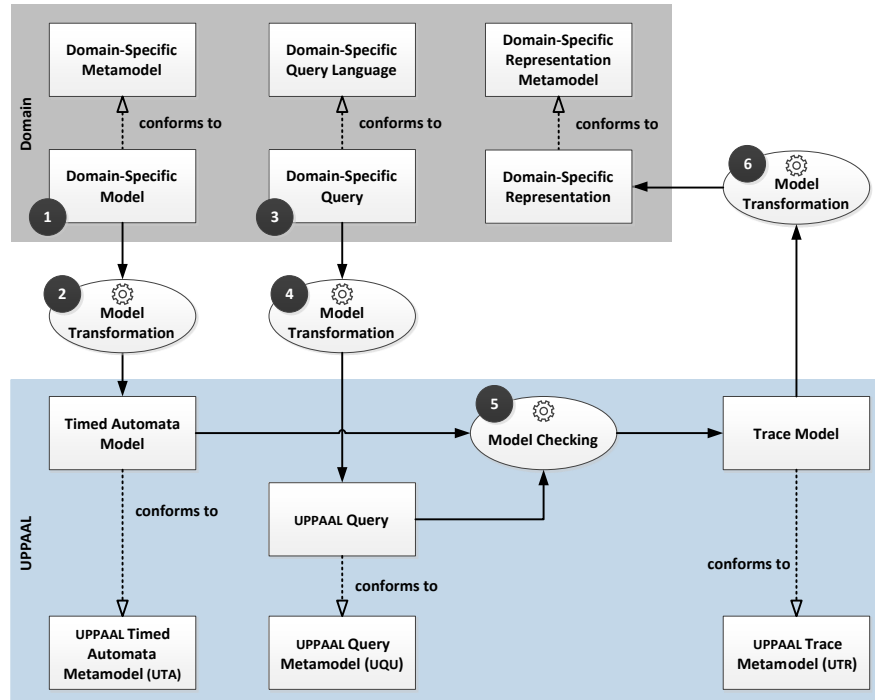 Domain-Specific
Metamodel
Domain-Specific
Query Language
Domain-Specific
Representation
Metamodel
Domain
conforms to
conforms to
conforms to
Domain-Specific
Model
1
Domain-Specific
Query
3
Domain-Specific
Representation
6
Model
Transformation
2
Model
Transformation
4
Model
Transformation
UPPAAL
Timed Automata
Model
5
Model Checking
Trace Model
conforms to
UPPAAL Query
conforms to
conforms to
UPPAAL Timed
Automata
Metamodel (UTA)
UPPAAL Query
Metamodel (UQU)
UPPAAL Trace
Metamodel (UTR)